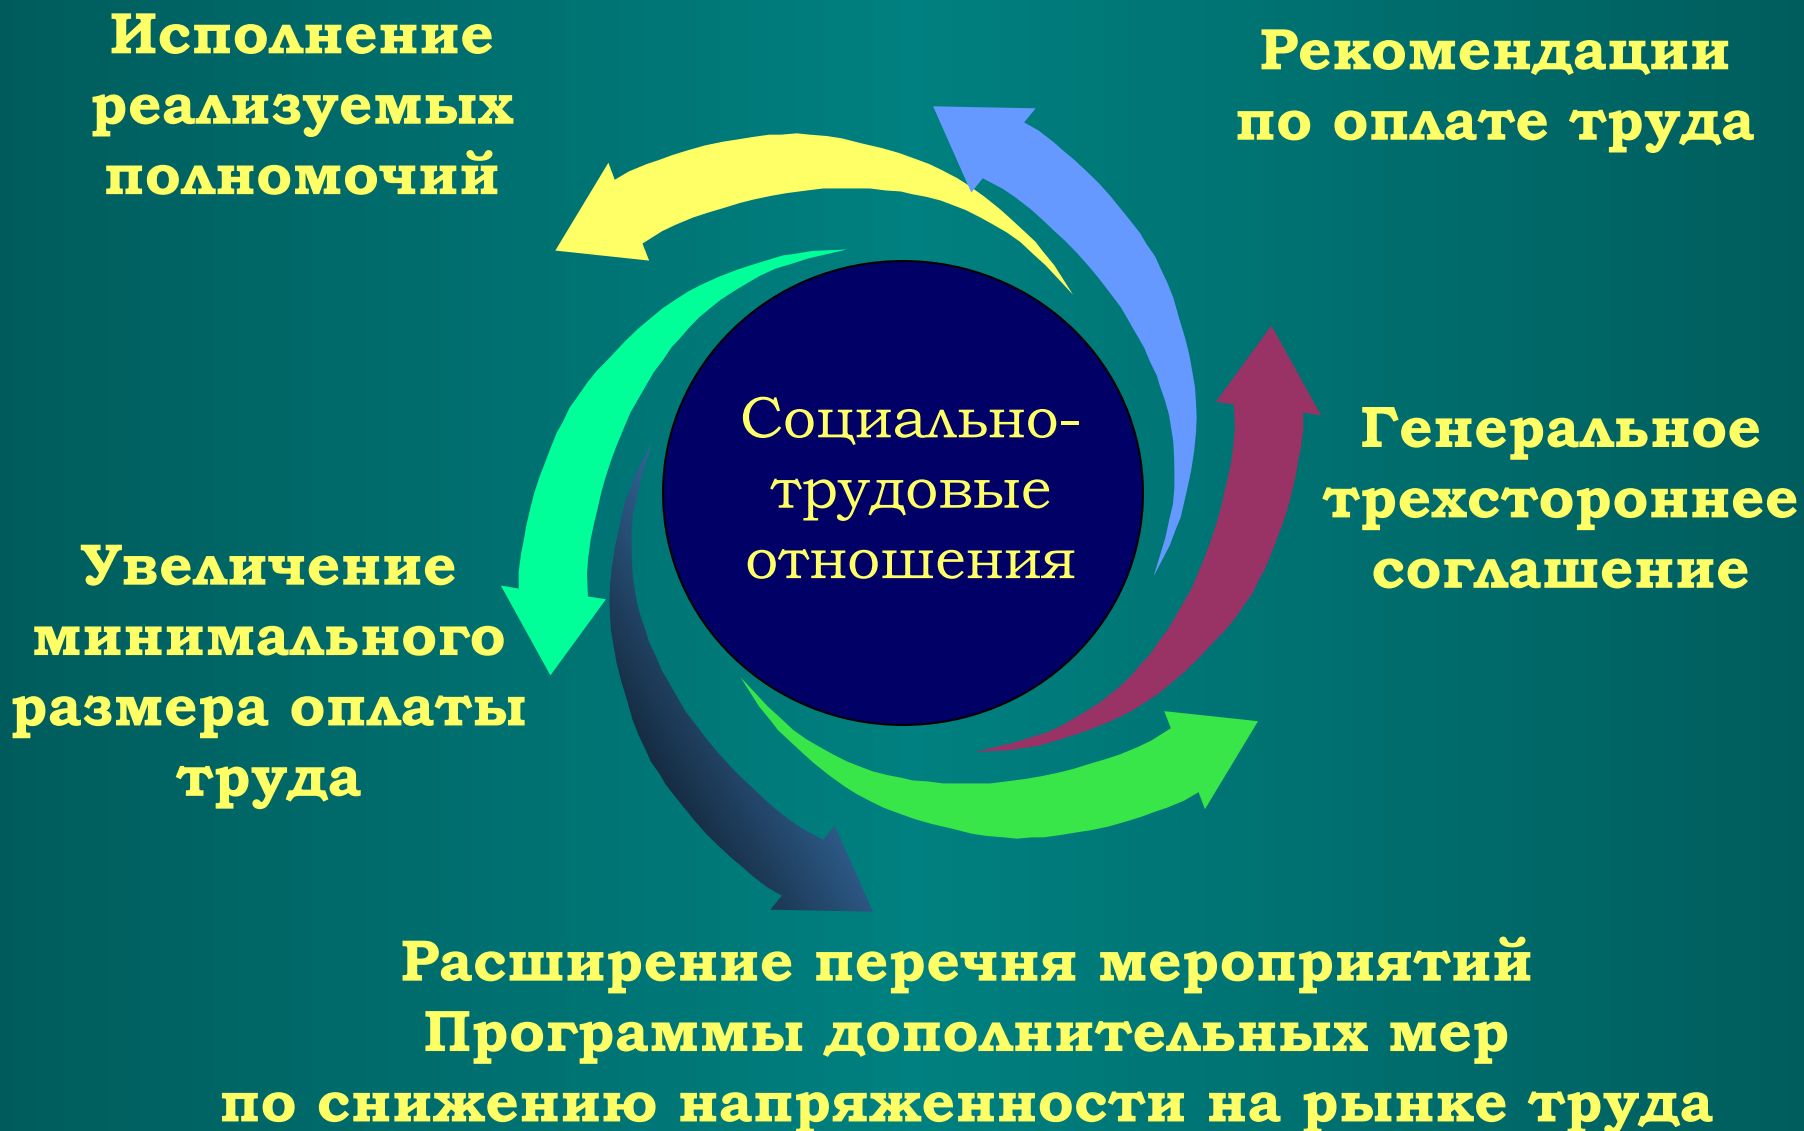 Исполнение
реализуемых
полномочий
Рекомендации
по оплате труда
Социально-
трудовые
отношения
Генеральное
трехстороннее
соглашение
Увеличение
минимального
размера оплаты
труда
Расширение перечня мероприятий
Программы дополнительных мер
по снижению напряженности на рынке труда